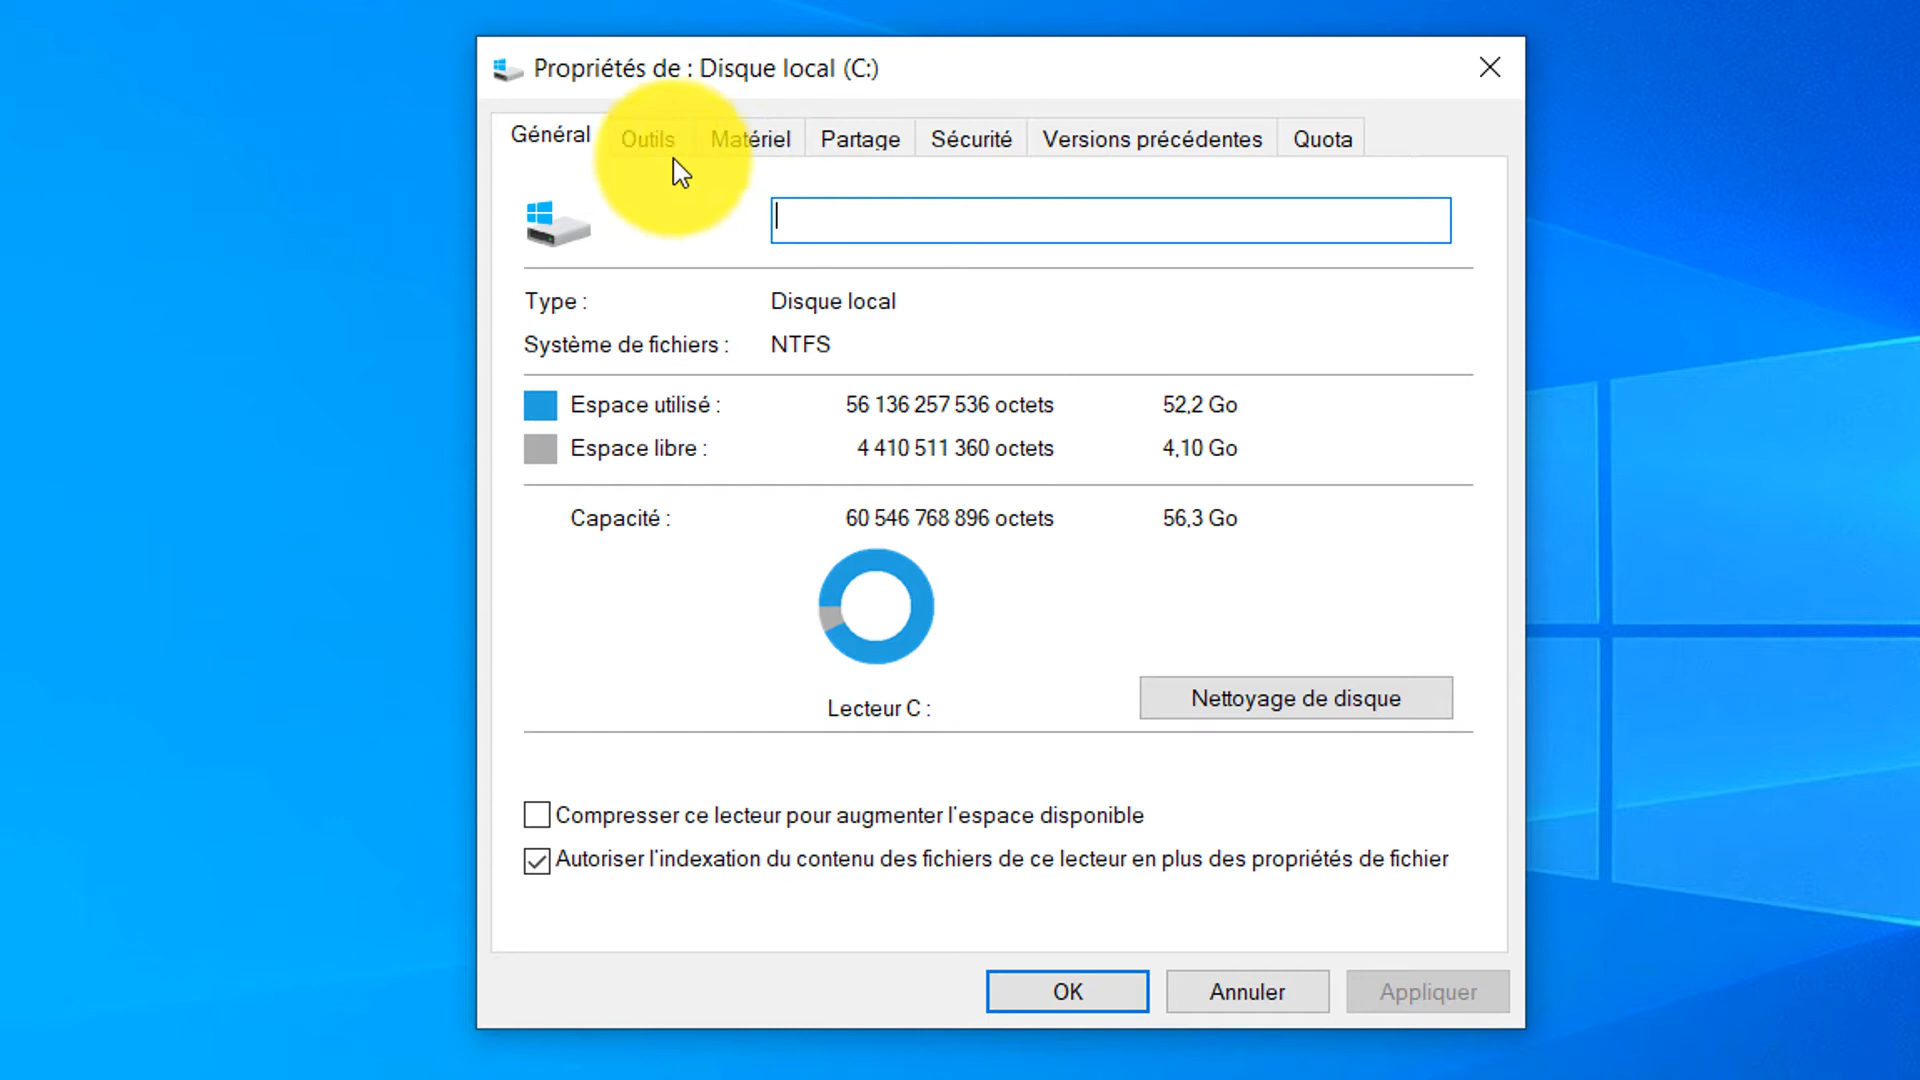 Propriétés de : Disque local (C:)
Général Outils Matériel Partage Sécurité Versions précédentes Quota
Type : Disque local
Système de fichiers : NTFS
Espace utilisé : 56 136 257 536 octets 52,2 Go
Espace libre : 4 410 511 360 octets 4,10 Go
Capacité : 60 546 768 896 octets 56,3 Go
Lecteur C : Nettoyage de disque
Compresser ce lecteur pour augmenter l'espace disponible
Autoriser l'indexation du contenu des fichiers de ce lecteur en plus des propriétés de fichier
OK Annuler Appliquer